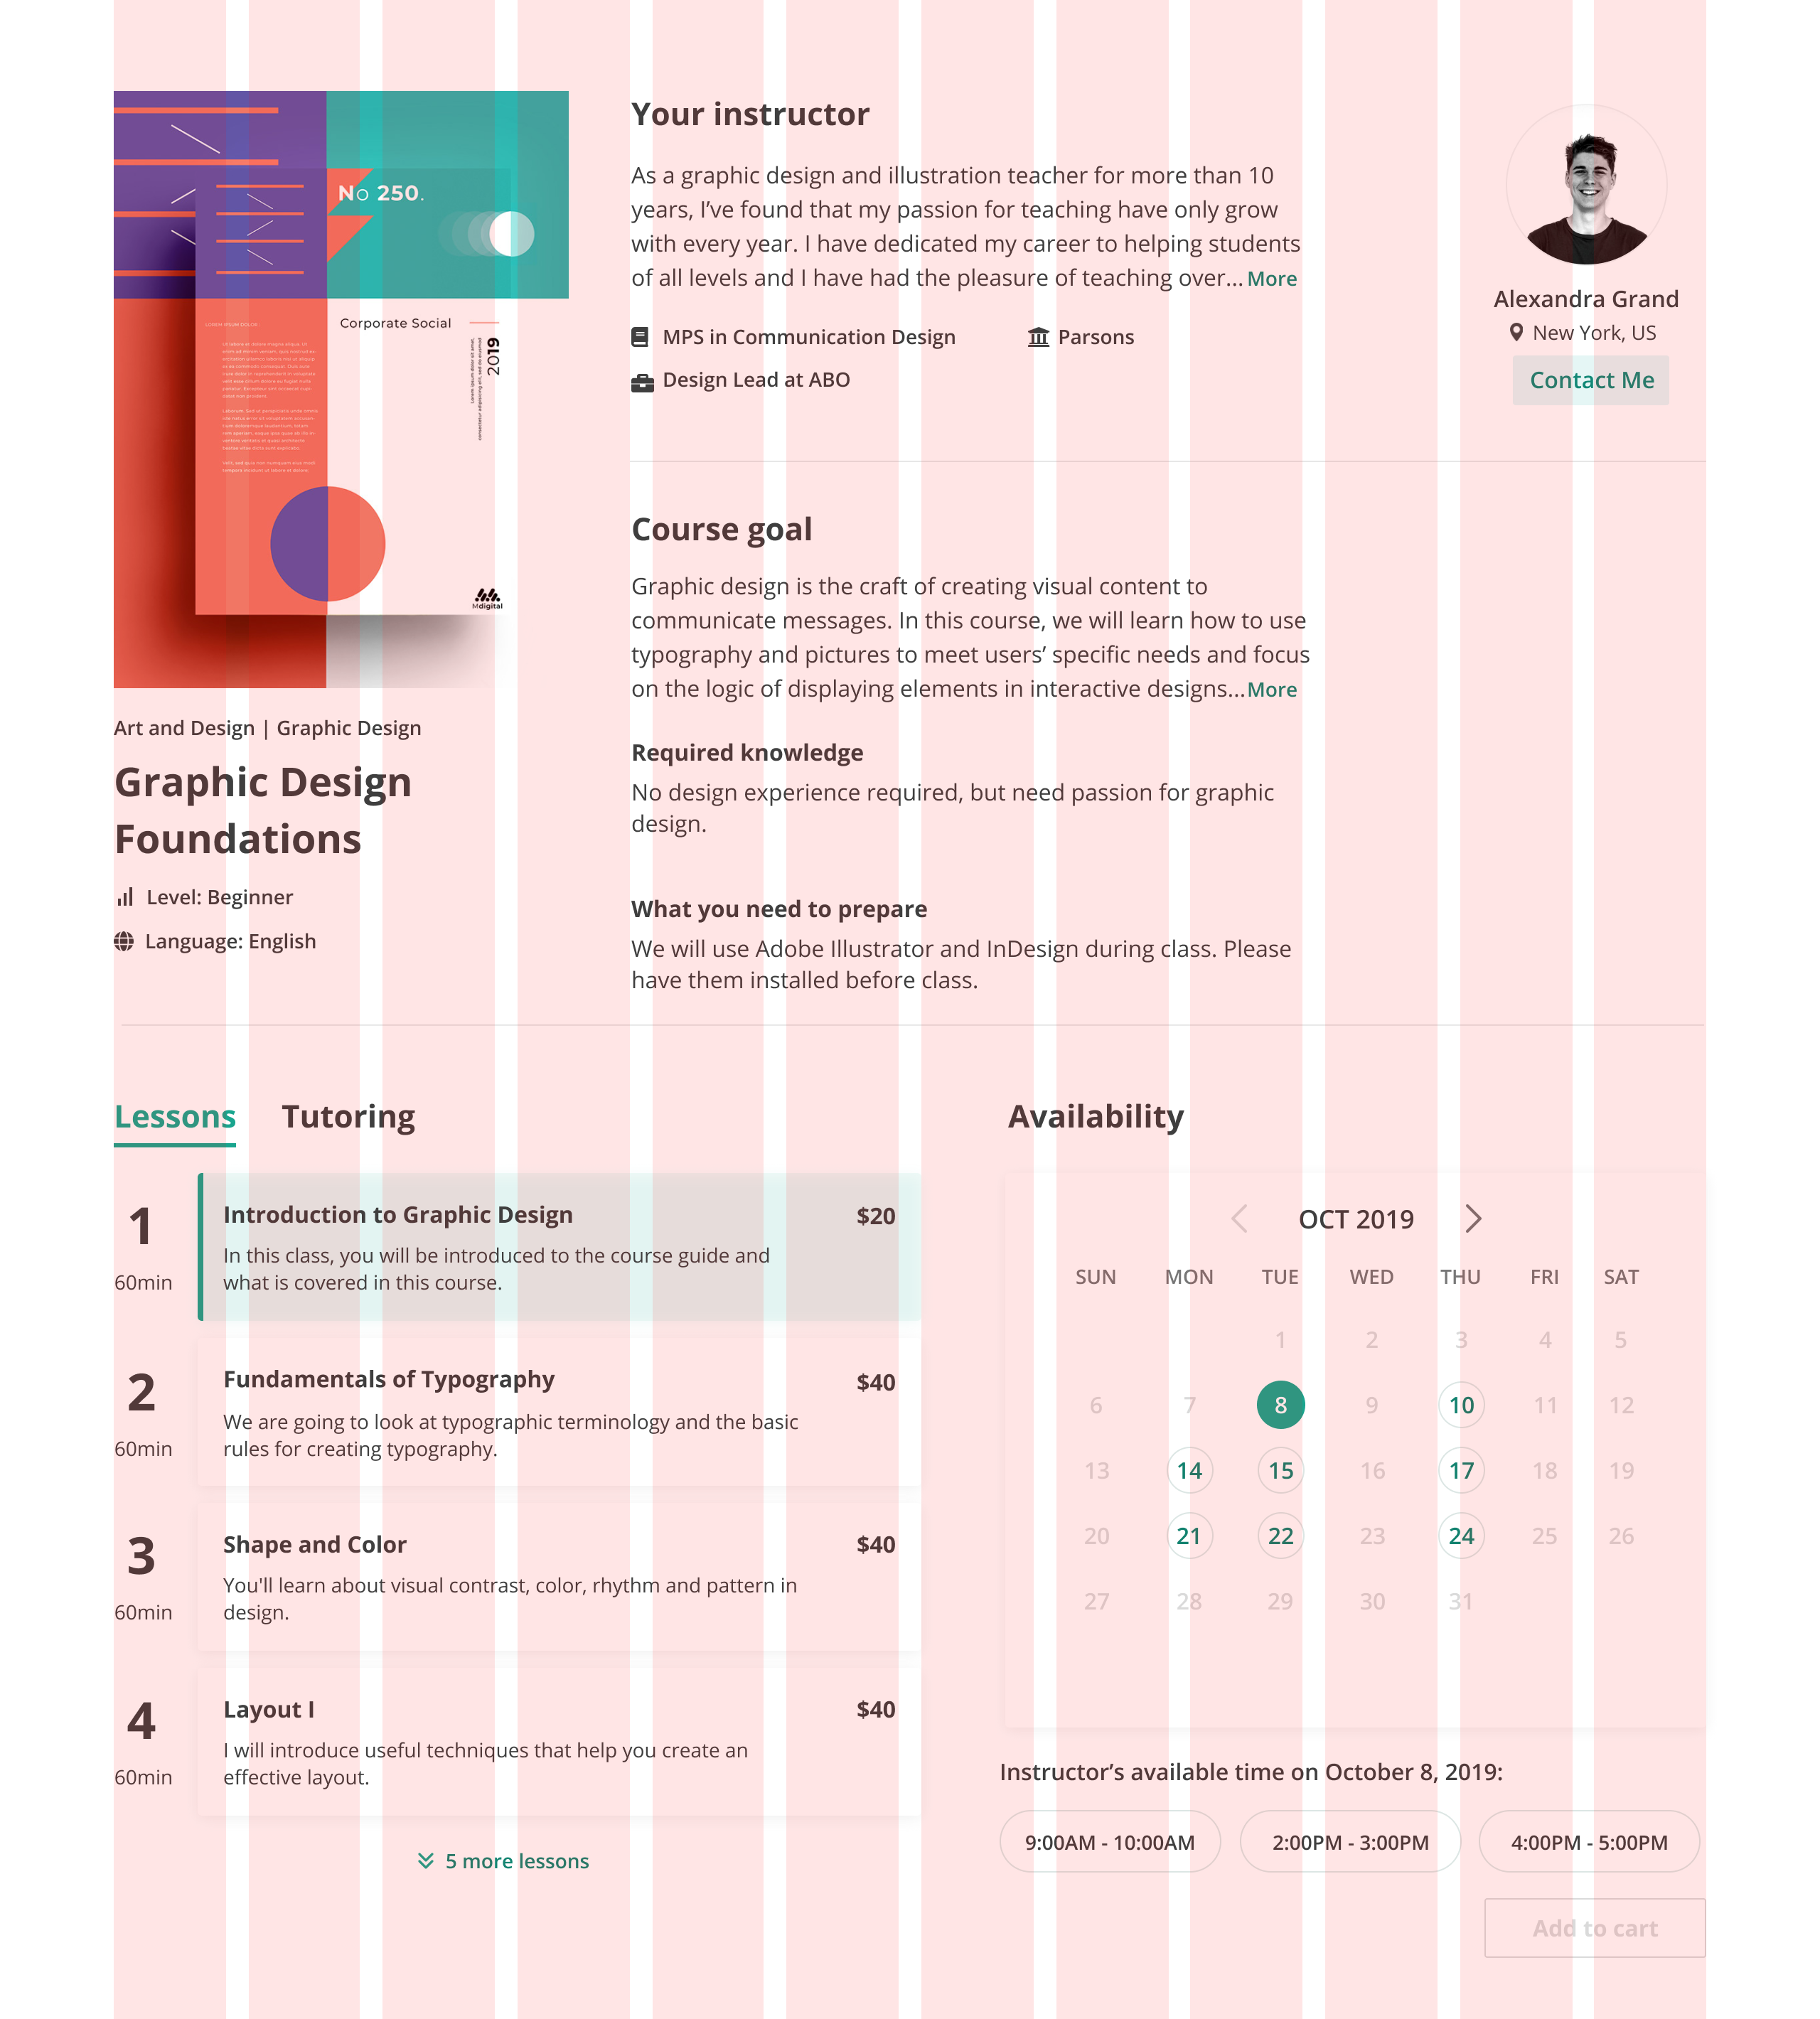 No 250.
Corporate Social
2019
LOREM IPSUM DOLOR
Mdigital
Art and Design | Graphic Design
Graphic Design
Foundations
Level: Beginner
Language: English
Your instructor
As a graphic design and illustration teacher for more than 10
years, I’ve found that my passion for teaching have only grow
with every year. I have dedicated my career to helping students
of all levels and I have had the pleasure of teaching over... More
MPS in Communication Design
Parsons
Design Lead at ABO
Alexandra Grand
New York, US
Contact Me
Course goal
Graphic design is the craft of creating visual content to
communicate messages. In this course, we will learn how to use
typography and pictures to meet users’ specific needs and focus
on the logic of displaying elements in interactive designs... More
Required knowledge
No design experience required, but need passion for graphic
design.
What you need to prepare
We will use Adobe Illustrator and InDesign during class. Please
have them installed before class.
Lessons Tutoring
1
60min
Introduction to Graphic Design $20
In this class, you will be introduced to the course guide and
what is covered in this course.
2
60min
Fundamentals of Typography $40
We are going to look at typographic terminology and the basic
rules for creating typography.
3
60min
Shape and Color $40
You'll learn about visual contrast, color, rhythm and pattern in
design.
4
60min
Layout I $40
I will introduce useful techniques that help you create an
effective layout.
5 more lessons
Availability
OCT 2019
SUN MON TUE WED THU FRI SAT
1 2 3 4 5
6 7 8 9 10 11 12
13 14 15 16 17 18 19
20 21 22 23 24 25 26
27 28 29 30 31
Instructor’s available time on October 8, 2019:
9:00AM - 10:00AM 2:00PM - 3:00PM 4:00PM - 5:00PM
Add to cart